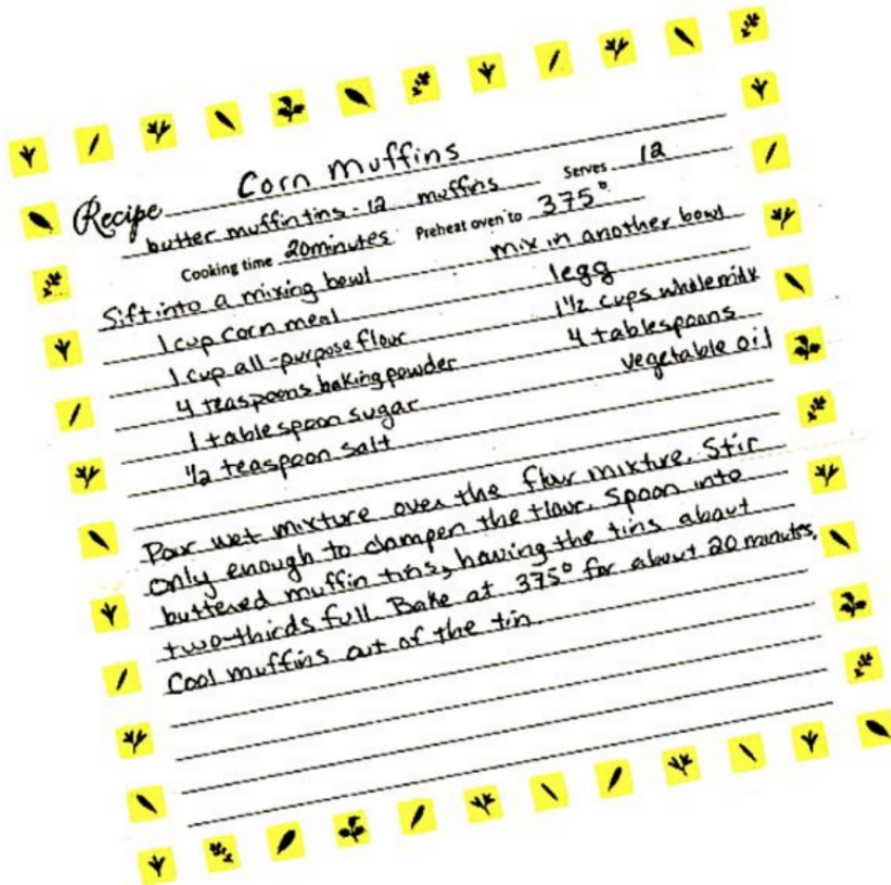 Recipe Corn Muffins
butter muffin tins - 12 muffins Serves 12
Cooking time 20 minutes Preheat oven to 375°
Sift into a mixing bowl mix in another bowl
1 cup corn meal 1 egg
1 cup all-purpose flour 1 1/2 cups whole milk
4 teaspoons baking powder 4 tablespoons
1 tablespoon sugar vegetable oil
1/2 teaspoon salt
Pour wet mixture over the flour mixture. Stir
only enough to dampen the flour. Spoon into
buttered muffin tins, having the tins about
two-thirds full. Bake at 375° for about 20 minutes.
Cool muffins out of the tin.